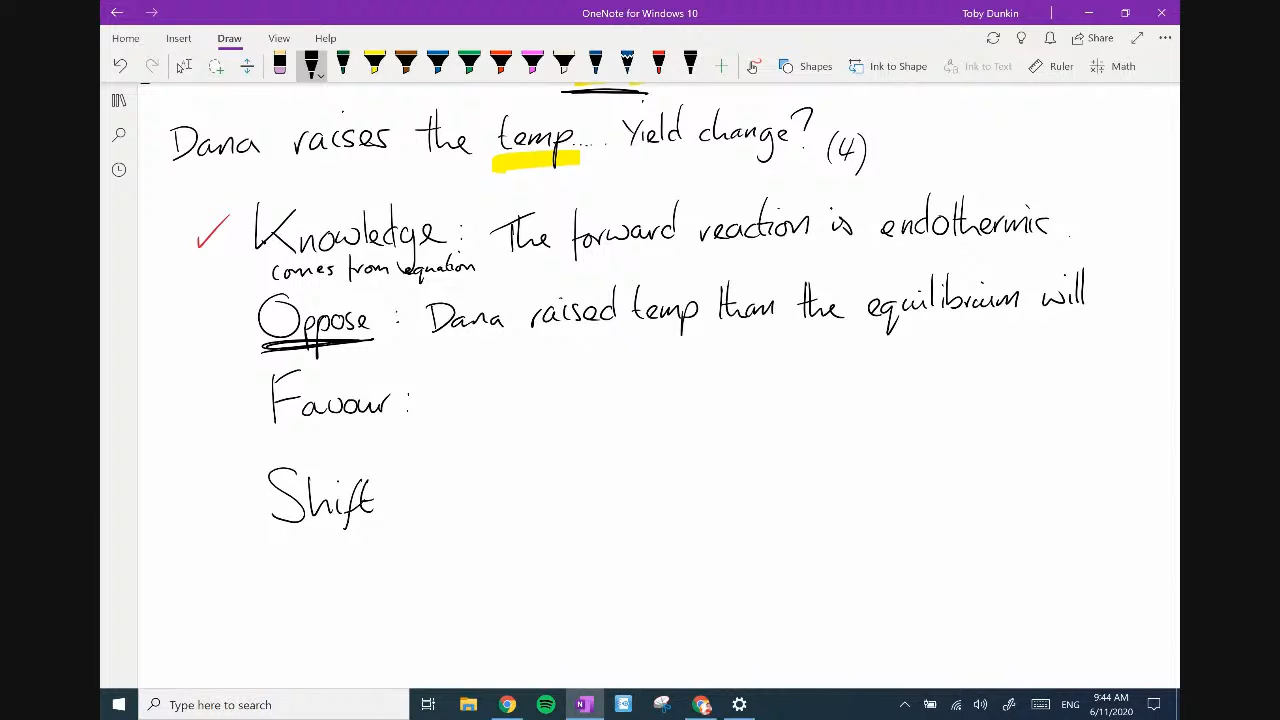 OneNote for Windows 10
Toby Dunkin
Home Insert Draw View Help
Share
Shapes Ink to Shape Ink to Text Ruler Math
Dana raises the temp..... Yield change? (4)
✓ Knowledge: The forward reaction is endothermic.
comes from equation
Oppose: Dana raised temp than the equilibrium will
Favour:
Shift
Type here to search
ENG
9:44 AM
6/11/2020